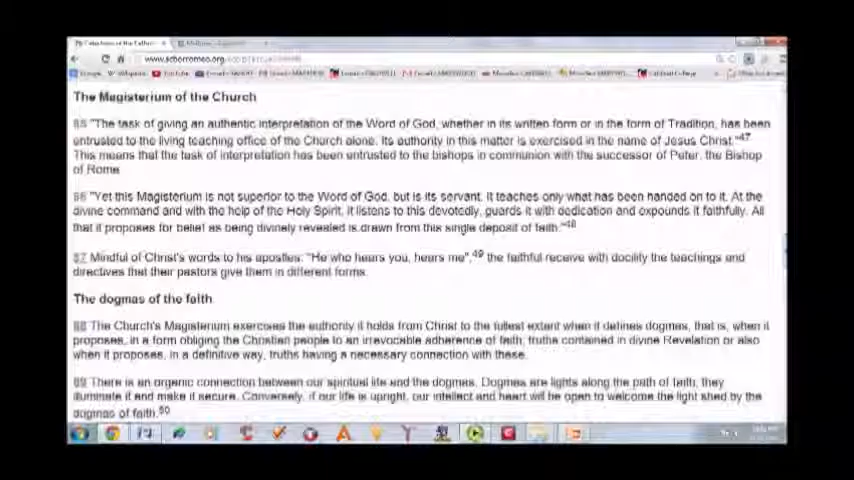 Catechism of the Catholic
www.scborromeo.org
Google Wikipedia YouTube
The Magisterium of the Church
85 "The task of giving an authentic interpretation of the Word of God, whether in its written form or in the form of Tradition, has been
entrusted to the living teaching office of the Church alone. Its authority in this matter is exercised in the name of Jesus Christ."47
This means that the task of interpretation has been entrusted to the bishops in communion with the successor of Peter, the Bishop
of Rome
86 "Yet this Magisterium is not superior to the Word of God, but is its servant. It teaches only what has been handed on to it. At the
divine command and with the help of the Holy Spirit, it listens to this devotedly, guards it with dedication and expounds it faithfully. All
that it proposes for belief as being divinely revealed is drawn from this single deposit of faith."48
87 Mindful of Christ's words to his apostles: "He who hears you, hears me",49 the faithful receive with docility the teachings and
directives that their pastors give them in different forms.
The dogmas of the faith
88 The Church's Magisterium exercises the authority it holds from Christ to the fullest extent when it defines dogmas, that is, when it
proposes, in a form obliging the Christian people to an irrevocable adherence of faith, truths contained in divine Revelation or also
when it proposes, in a definitive way, truths having a necessary connection with these.
89 There is an organic connection between our spiritual life and the dogmas. Dogmas are lights along the path of faith, they
illuminate it and make it secure. Conversely, if our life is upright, our intellect and heart will be open to welcome the light shed by the
dogmas of faith.50